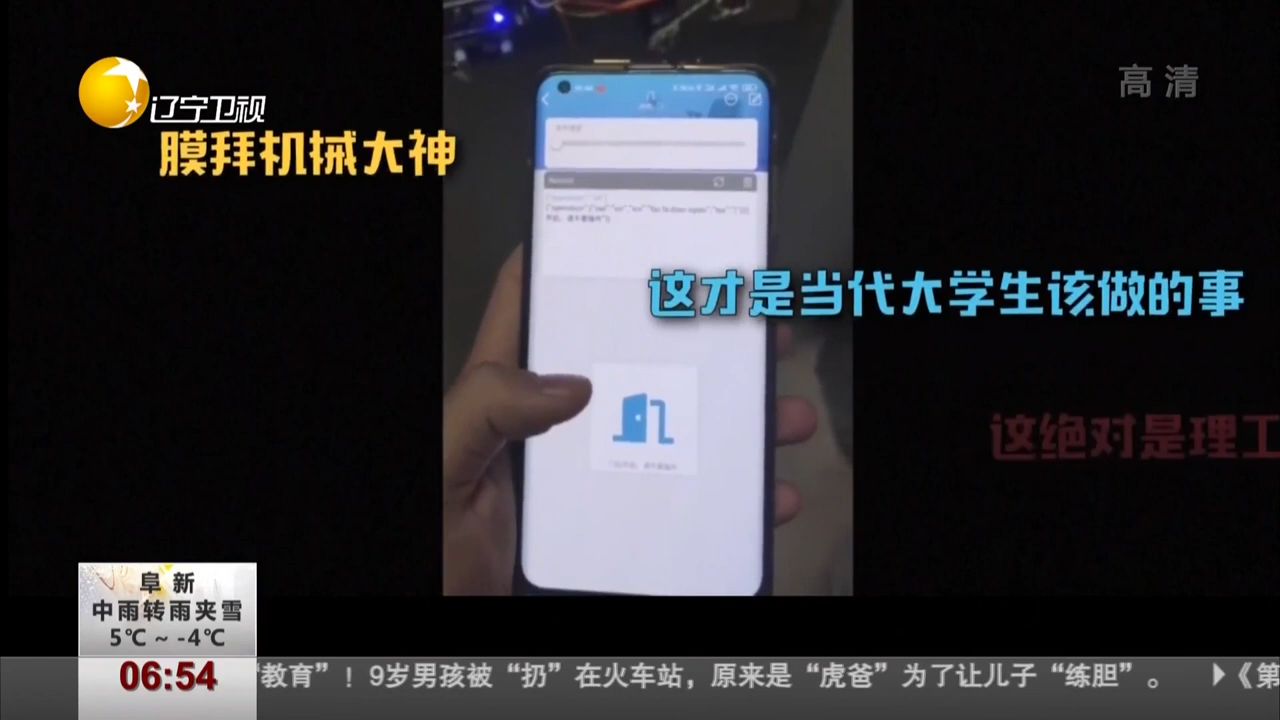 高清
辽宁卫视
膜拜机械大神
这才是当代大学生该做的事
这绝对是理工
阜新
中雨转雨夹雪
5℃~-4℃
06:54
“教育”！9岁男孩被“扔”在火车站，原来是“虎爸”为了让儿子“练胆”。 ▶《第